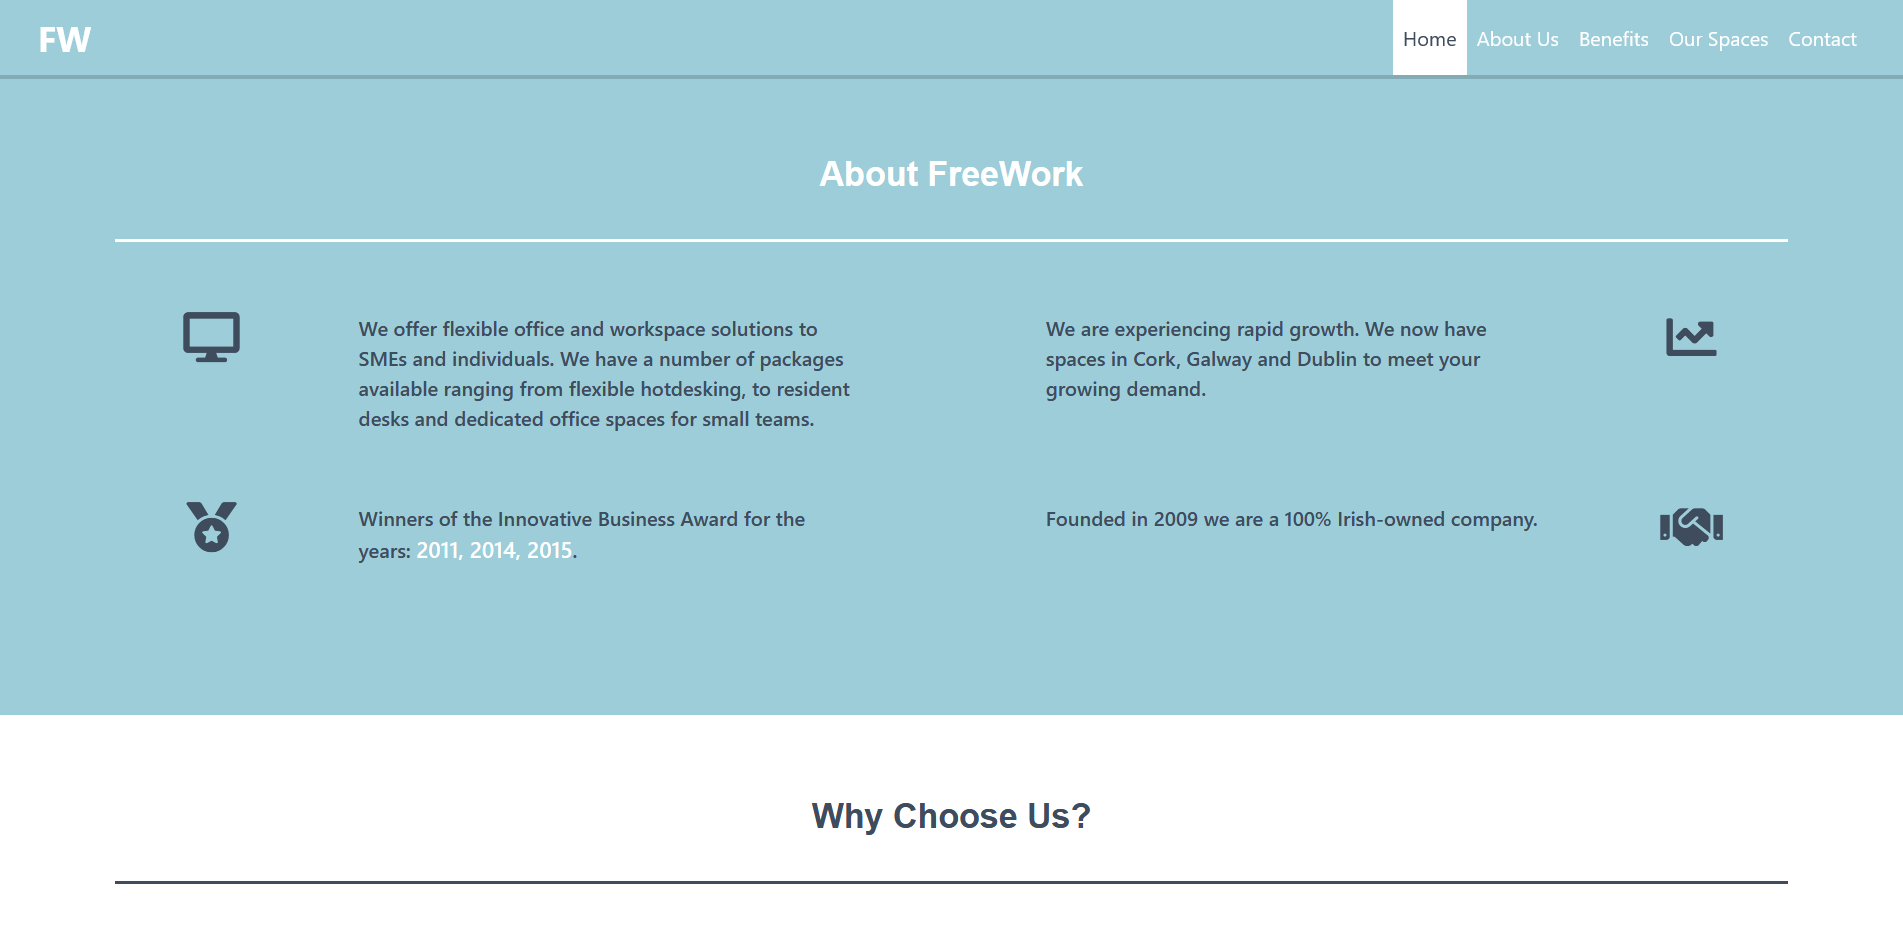 FW
Home
About Us
Benefits
Our Spaces
Contact
About FreeWork
We offer flexible office and workspace solutions to
SMEs and individuals. We have a number of packages
available ranging from flexible hotdesking, to resident
desks and dedicated office spaces for small teams.
We are experiencing rapid growth. We now have
spaces in Cork, Galway and Dublin to meet your
growing demand.
Winners of the Innovative Business Award for the
years: 2011, 2014, 2015.
Founded in 2009 we are a 100% Irish-owned company.
Why Choose Us?